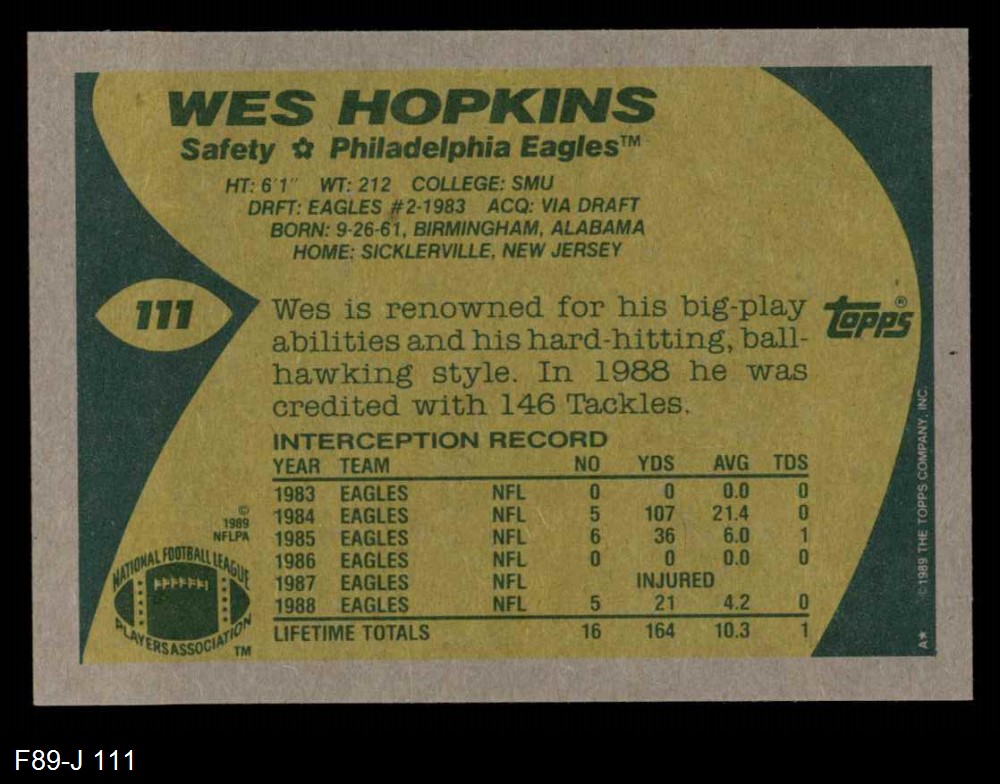 WES HOPKINS
Safety ✿ Philadelphia Eagles™
HT: 6'1" WT: 212 COLLEGE: SMU
DRFT: EAGLES #2-1983 ACQ: VIA DRAFT
BORN: 9-26-61, BIRMINGHAM, ALABAMA
HOME: SICKLERVILLE, NEW JERSEY
111
Wes is renowned for his big-play
abilities and his hard-hitting, ball-
hawking style. In 1988 he was
credited with 146 Tackles.
topps®
INTERCEPTION RECORD
YEAR TEAM NO YDS AVG TDS
1983 EAGLES NFL 0 0 0.0 0
1984 EAGLES NFL 5 107 21.4 0
1985 EAGLES NFL 6 36 6.0 1
1986 EAGLES NFL 0 0 0.0 0
1987 EAGLES NFL INJURED
1988 EAGLES NFL 5 21 4.2 0
LIFETIME TOTALS 16 164 10.3 1
©
1989
NFLPA
NATIONAL FOOTBALL LEAGUE
PLAYERS ASSOCIATION
TM
A* ©1989 THE TOPPS COMPANY, INC.
F89-J 111